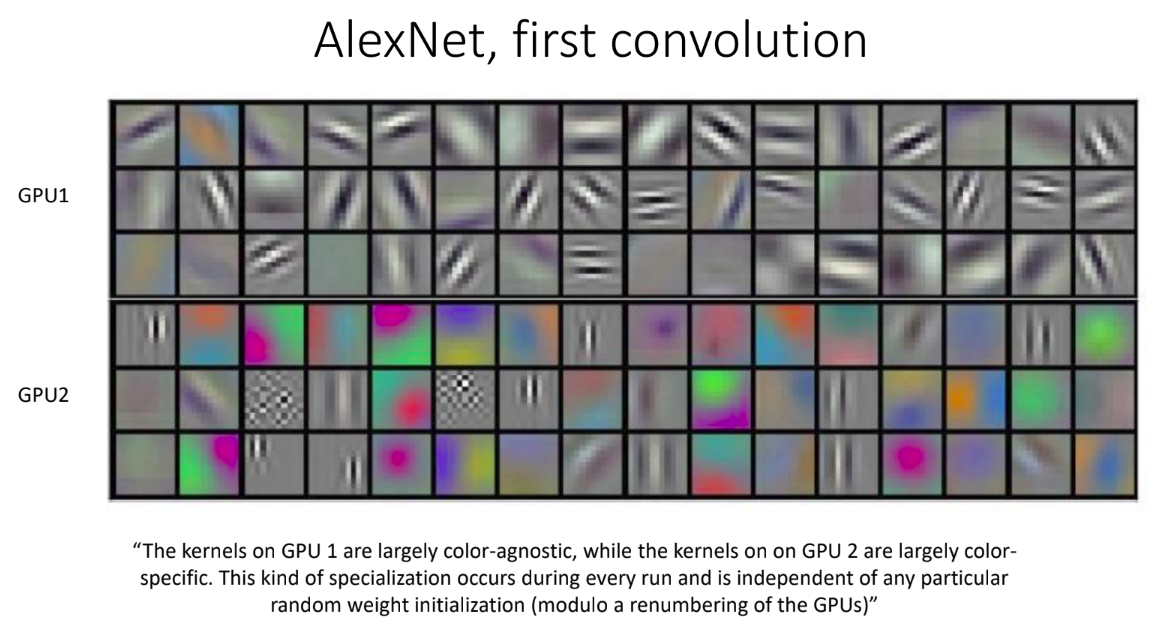 AlexNet, first convolution
GPU1
GPU2
“The kernels on GPU 1 are largely color-agnostic, while the kernels on on GPU 2 are largely color-
specific. This kind of specialization occurs during every run and is independent of any particular
random weight initialization (modulo a renumbering of the GPUs)”